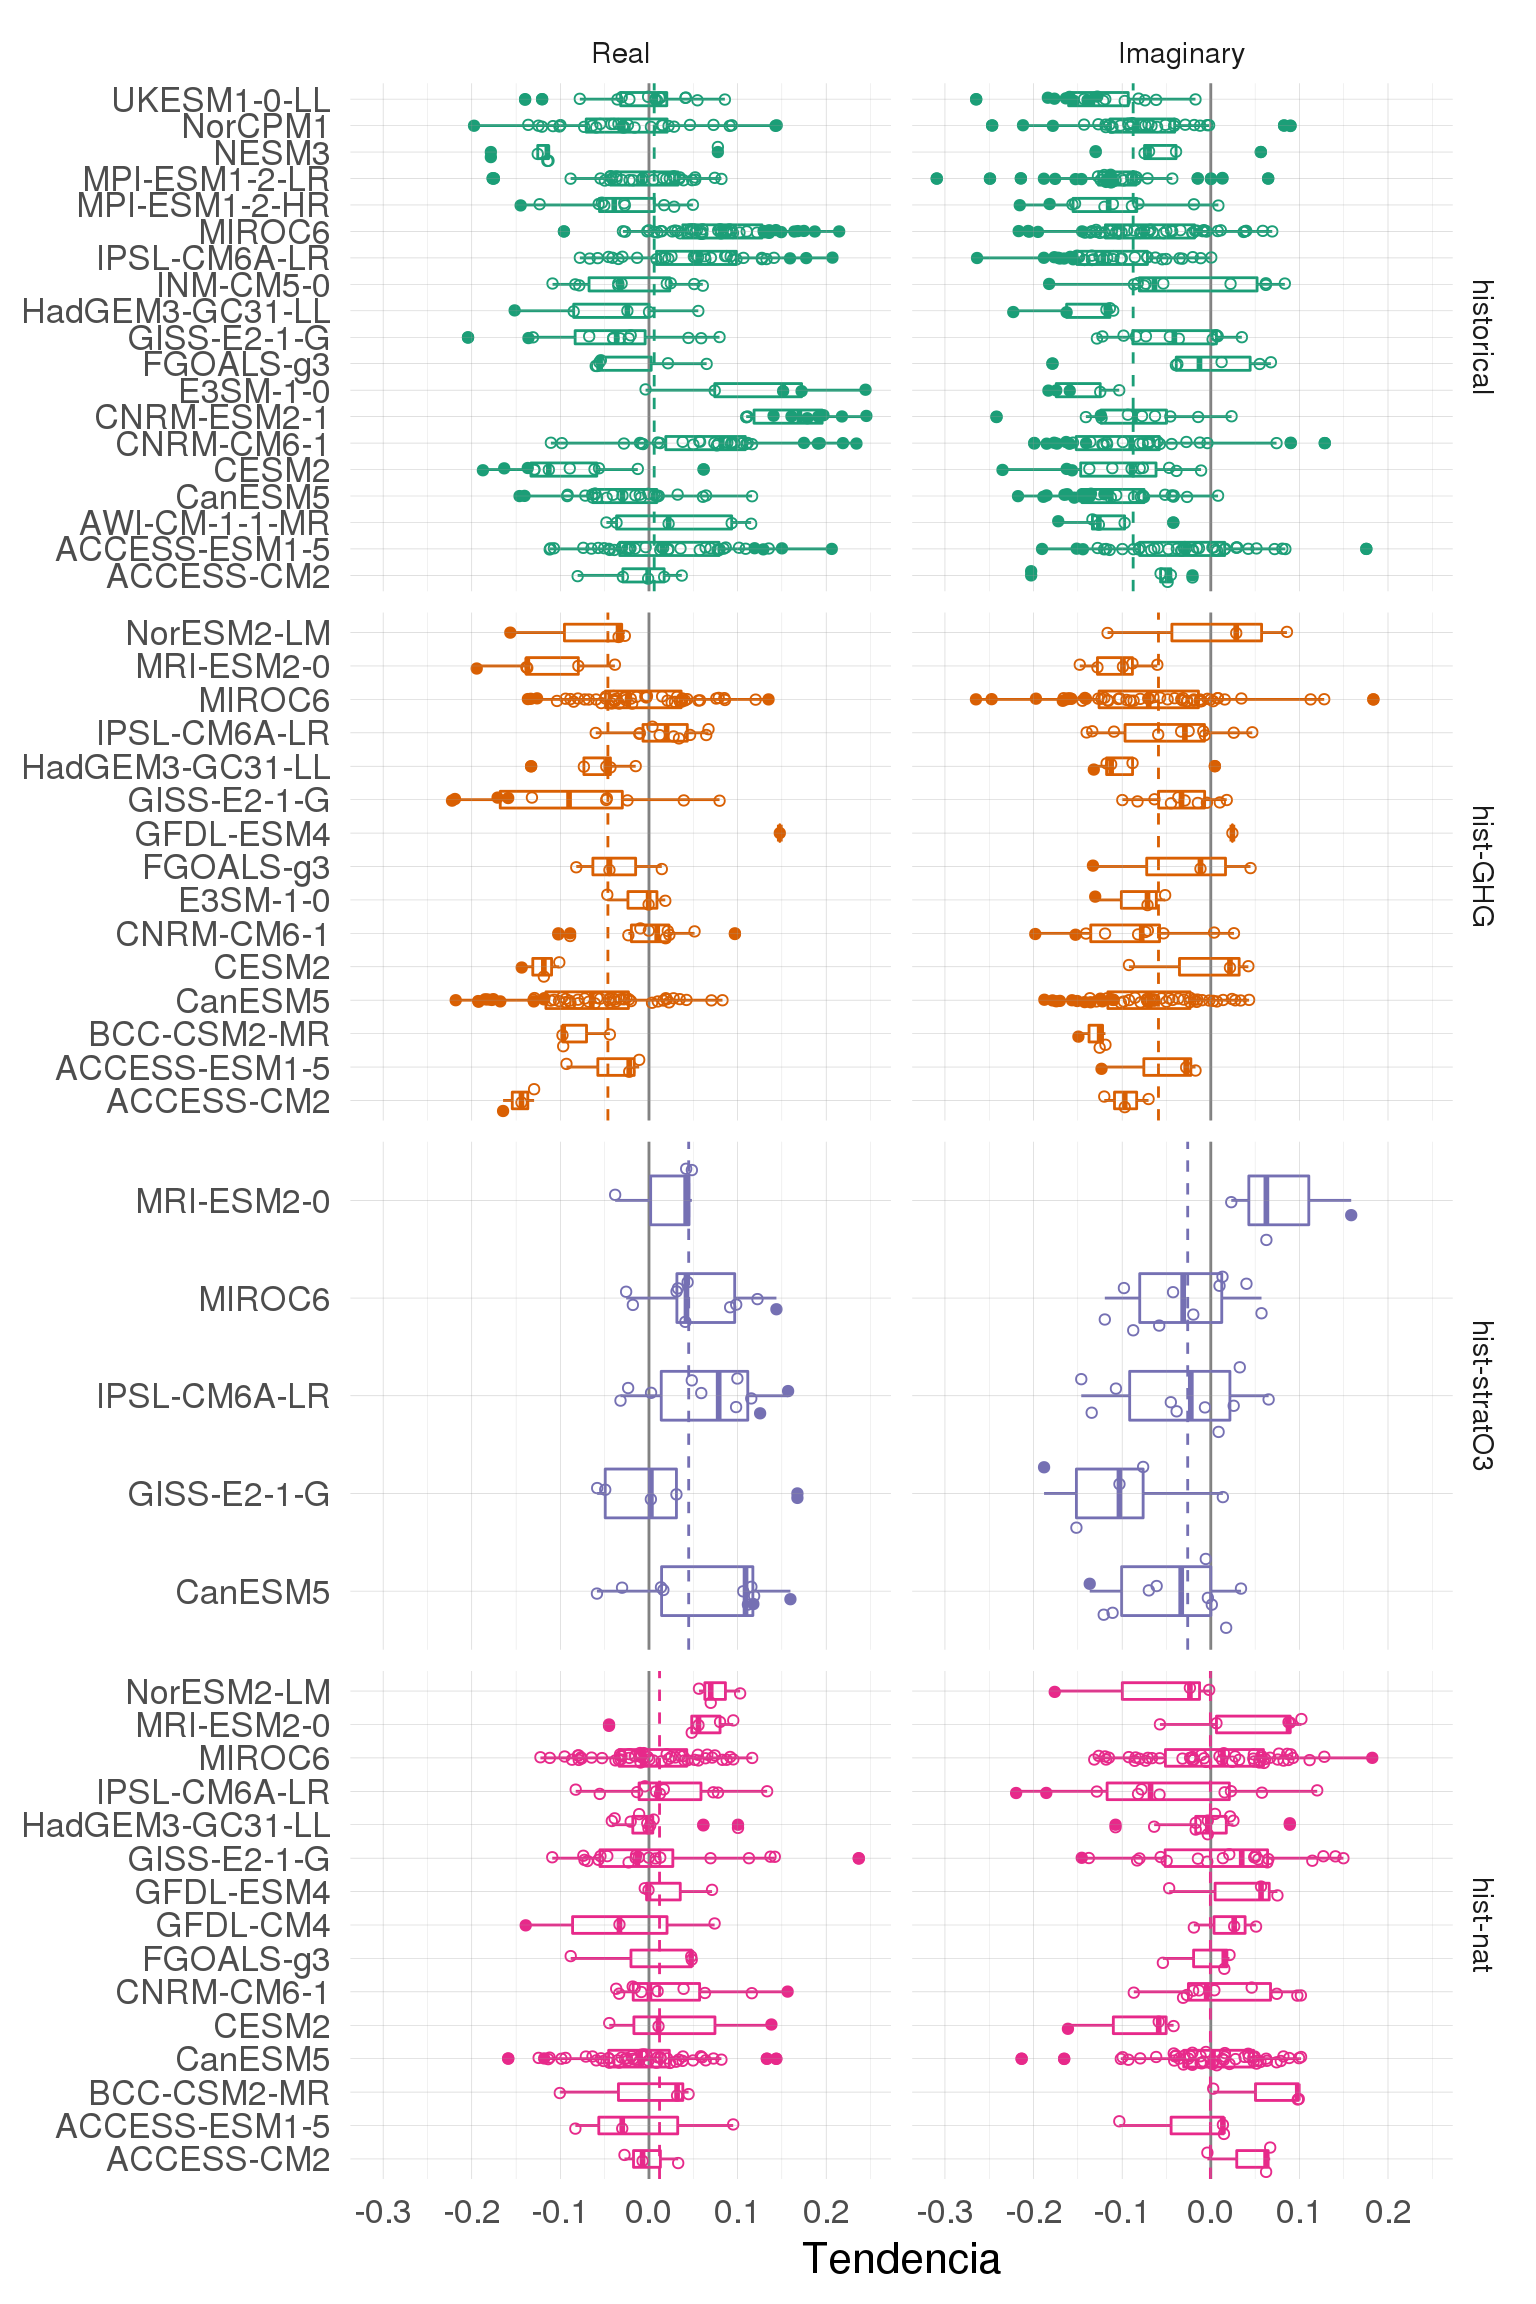 Real Imaginary
UKESM1-0-LL
NorCPM1
NESM3
MPI-ESM1-2-LR
MPI-ESM1-2-HR
MIROC6
IPSL-CM6A-LR
INM-CM5-0
HadGEM3-GC31-LL
GISS-E2-1-G
FGOALS-g3
E3SM-1-0
CNRM-ESM2-1
CNRM-CM6-1
CESM2
CanESM5
AWI-CM-1-1-MR
ACCESS-ESM1-5
ACCESS-CM2
historical
NorESM2-LM
MRI-ESM2-0
MIROC6
IPSL-CM6A-LR
HadGEM3-GC31-LL
GISS-E2-1-G
GFDL-ESM4
FGOALS-g3
E3SM-1-0
CNRM-CM6-1
CESM2
CanESM5
BCC-CSM2-MR
ACCESS-ESM1-5
ACCESS-CM2
hist-GHG
MRI-ESM2-0
MIROC6
IPSL-CM6A-LR
GISS-E2-1-G
CanESM5
hist-stratO3
NorESM2-LM
MRI-ESM2-0
MIROC6
IPSL-CM6A-LR
HadGEM3-GC31-LL
GISS-E2-1-G
GFDL-ESM4
GFDL-CM4
FGOALS-g3
CNRM-CM6-1
CESM2
CanESM5
BCC-CSM2-MR
ACCESS-ESM1-5
ACCESS-CM2
hist-nat
-0.3 -0.2 -0.1 0.0 0.1 0.2 -0.3 -0.2 -0.1 0.0 0.1 0.2
Tendencia